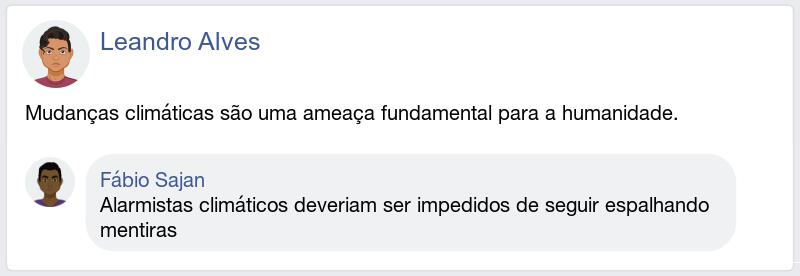 Leandro Alves
Mudanças climáticas são uma ameaça fundamental para a humanidade.
Fábio Sajan
Alarmistas climáticos deveriam ser impedidos de seguir espalhando
mentiras